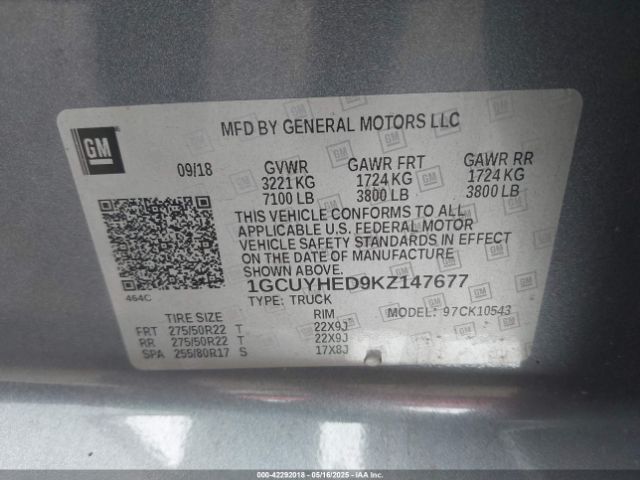 GM
MFD BY GENERAL MOTORS LLC
09/18 GVWR GAWR FRT GAWR RR
3221 KG 1724 KG 1724 KG
7100 LB 3800 LB 3800 LB
THIS VEHICLE CONFORMS TO ALL
APPLICABLE U.S. FEDERAL MOTOR
VEHICLE SAFETY STANDARDS IN EFFECT
ON THE DATE OF MANUFACTURE
SHOWN ABOVE.
464C
1GCUYHED9KZ147677
TYPE: TRUCK MODEL: 97CK10543
TIRE SIZE RIM
FRT 275/50R22 T 22X9J
RR 275/50R22 T 22X9J
SPA 255/80R17 S 17X8J
000-42292018 - 05/16/2025 - IAAI.COM